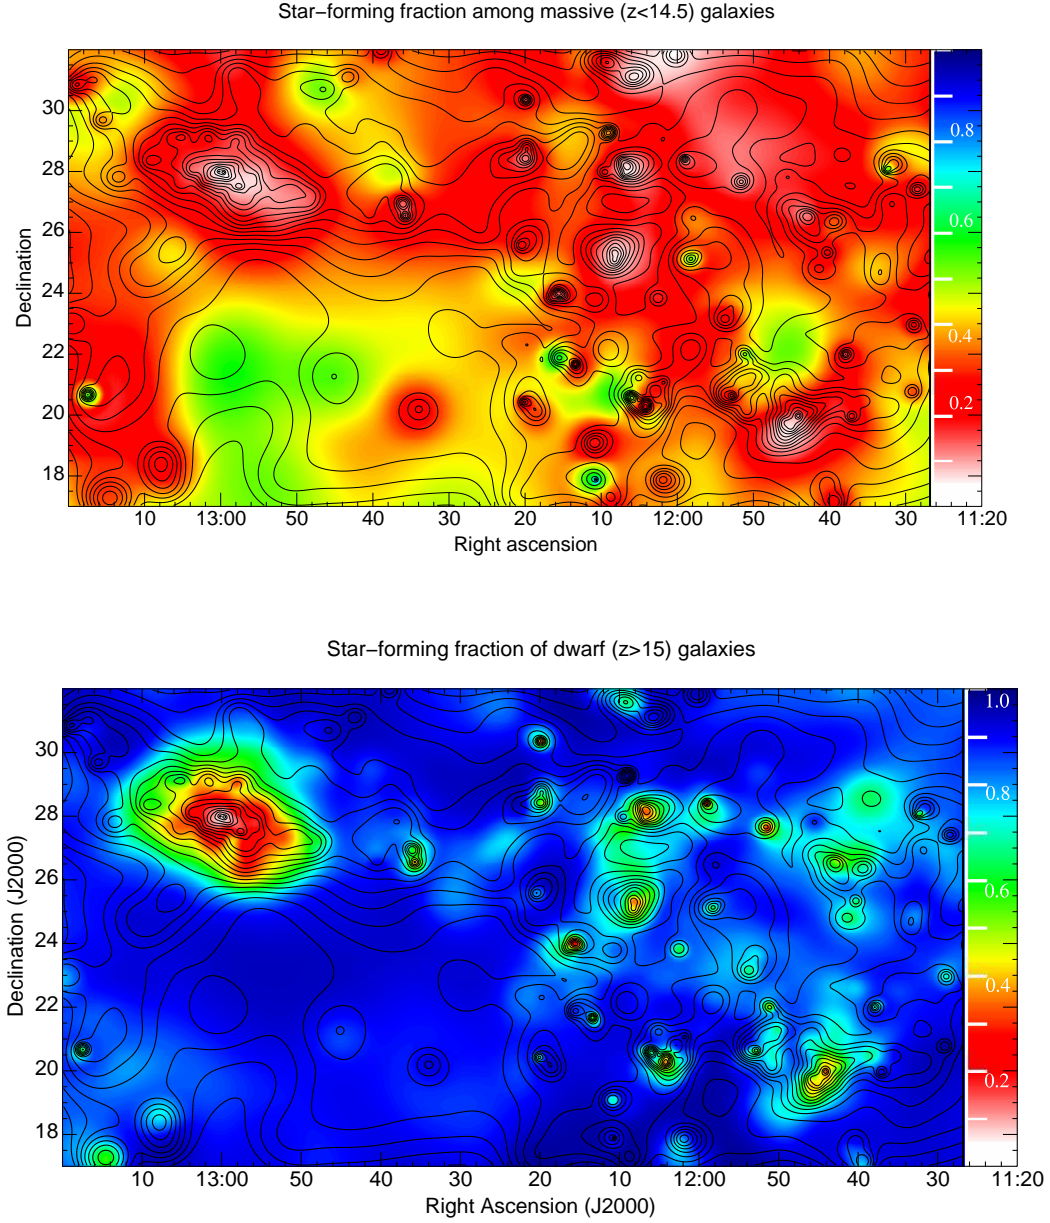 Star−forming fraction among massive (z<14.5) galaxies
30
28
26
24
22
20
18
Declination
0.8
0.6
0.4
0.2
10 13:00 50 40 30 20 10 12:00 50 40 30 11:20
Right ascension
Star−forming fraction of dwarf (z>15) galaxies
30
28
26
24
22
20
18
Declination (J2000)
1.0
0.8
0.6
0.4
0.2
10 13:00 50 40 30 20 10 12:00 50 40 30 11:20
Right Ascension (J2000)